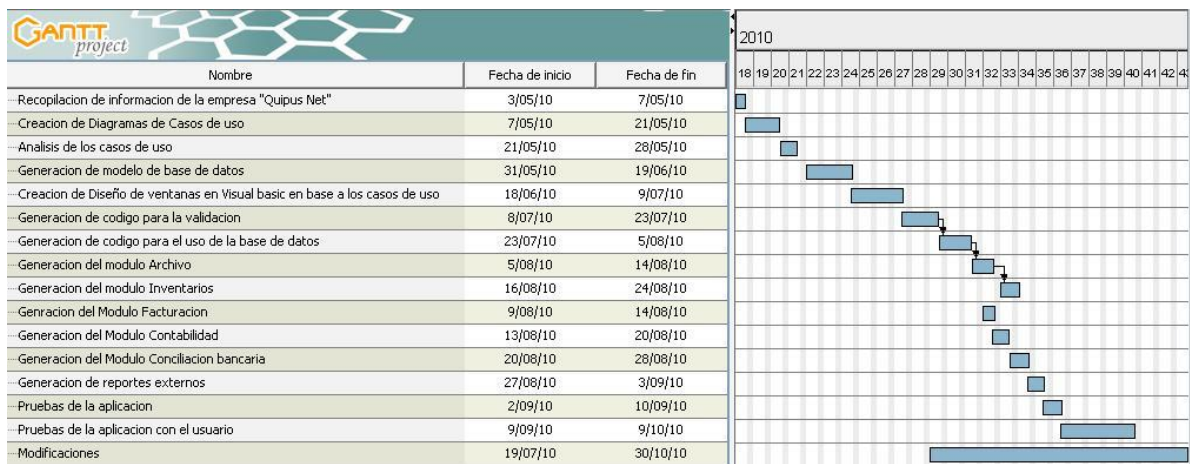 GANTT
project
2010
Nombre Fecha de inicio Fecha de fin 18 19 20 21 22 23 24 25 26 27 28 29 30 31 32 33 34 35 36 37 38 39 40 41 42
Recopilacion de informacion de la empresa "Quipus Net" 3/05/10 7/05/10
Creacion de Diagramas de Casos de uso 7/05/10 21/05/10
Analisis de los casos de uso 21/05/10 28/05/10
Generacion de modelo de base de datos 31/05/10 19/06/10
Creacion de Diseño de ventanas en Visual basic en base a los casos de uso 18/06/10 9/07/10
Generacion de codigo para la validacion 8/07/10 23/07/10
Generacion de codigo para el uso de la base de datos 23/07/10 5/08/10
Generacion del modulo Archivo 5/08/10 14/08/10
Generacion del modulo Inventarios 16/08/10 24/08/10
Genracion del Modulo Facturacion 9/08/10 14/08/10
Generacion del Modulo Contabilidad 13/08/10 20/08/10
Generacion del Modulo Conciliacion bancaria 20/08/10 28/08/10
Generacion de reportes externos 27/08/10 3/09/10
Pruebas de la aplicacion 2/09/10 10/09/10
Pruebas de la aplicacion con el usuario 9/09/10 9/10/10
Modificaciones 19/07/10 30/10/10